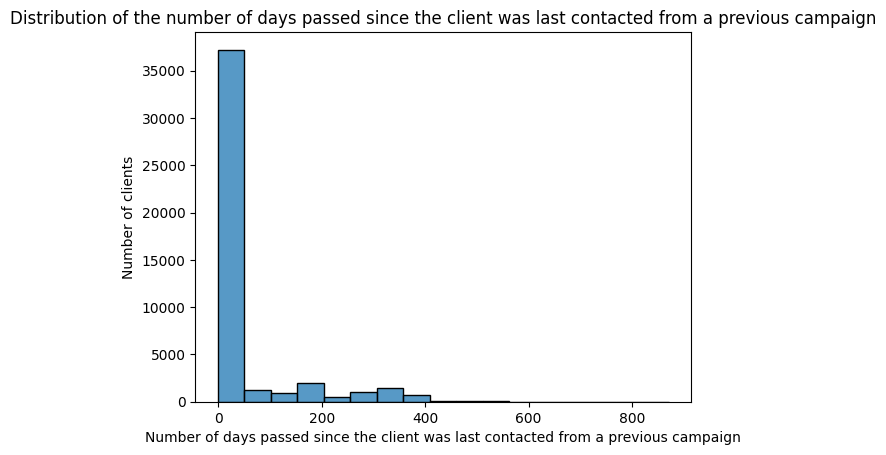 Distribution of the number of days passed since the client was last contacted from a previous campaign
Number of clients
35000
30000
25000
20000
15000
10000
5000
0
0 200 400 600 800
Number of days passed since the client was last contacted from a previous campaign